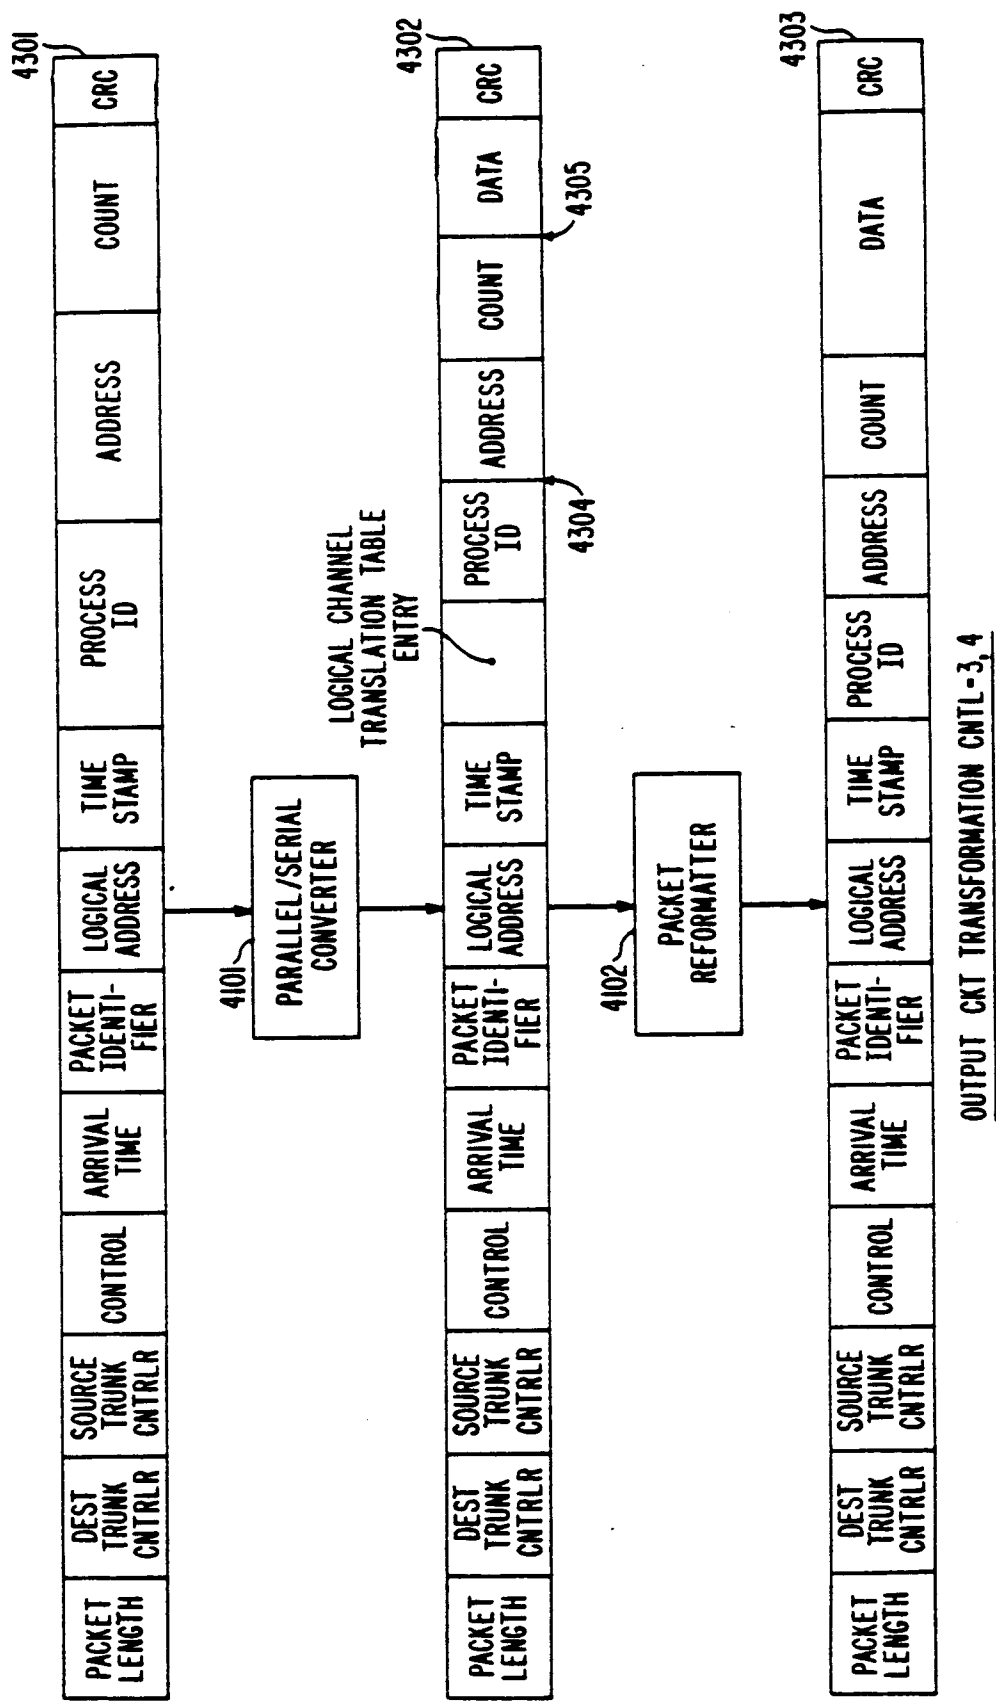 4301
PACKET
LENGTH
DEST
TRUNK
CNTRLR
SOURCE
TRUNK
CNTRLR
CONTROL
ARRIVAL
TIME
PACKET
IDENTI-
FIER
LOGICAL
ADDRESS
TIME
STAMP
PROCESS
ID
ADDRESS
COUNT
CRC
4101
PARALLEL/SERIAL
CONVERTER
LOGICAL CHANNEL
TRANSLATION TABLE
ENTRY
4302
PACKET
LENGTH
DEST
TRUNK
CNTRLR
SOURCE
TRUNK
CNTRLR
CONTROL
ARRIVAL
TIME
PACKET
IDENTI-
FIER
LOGICAL
ADDRESS
TIME
STAMP
PROCESS
ID
ADDRESS
COUNT
DATA
CRC
4304
4305
4102
PACKET
REFORMATTER
4303
PACKET
LENGTH
DEST
TRUNK
CNTRLR
SOURCE
TRUNK
CNTRLR
CONTROL
ARRIVAL
TIME
PACKET
IDENTI-
FIER
LOGICAL
ADDRESS
TIME
STAMP
PROCESS
ID
ADDRESS
COUNT
DATA
CRC
OUTPUT CKT TRANSFORMATION CNTL=3,4